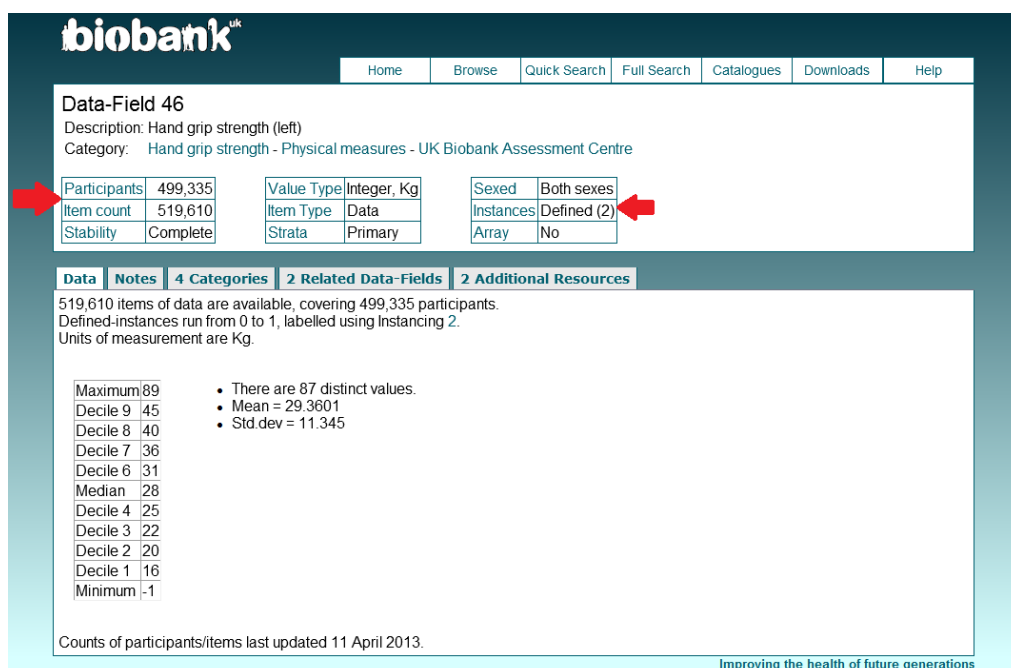 biobank uk
Home Browse Quick Search Full Search Catalogues Downloads Help
Data-Field 46
Description: Hand grip strength (left)
Category: Hand grip strength - Physical measures - UK Biobank Assessment Centre
Participants 499,335 Value Type Integer, Kg Sexed Both sexes
Item count 519,610 Item Type Data Instances Defined (2)
Stability Complete Strata Primary Array No
Data Notes 4 Categories 2 Related Data-Fields 2 Additional Resources
519,610 items of data are available, covering 499,335 participants.
Defined-instances run from 0 to 1, labelled using Instancing 2.
Units of measurement are Kg.
Maximum 89
Decile 9 45
Decile 8 40
Decile 7 36
Decile 6 31
Median 28
Decile 4 25
Decile 3 22
Decile 2 20
Decile 1 16
Minimum -1
• There are 87 distinct values.
• Mean = 29.3601
• Std.dev = 11.345
Counts of participants/items last updated 11 April 2013.
Improving the health of future generations